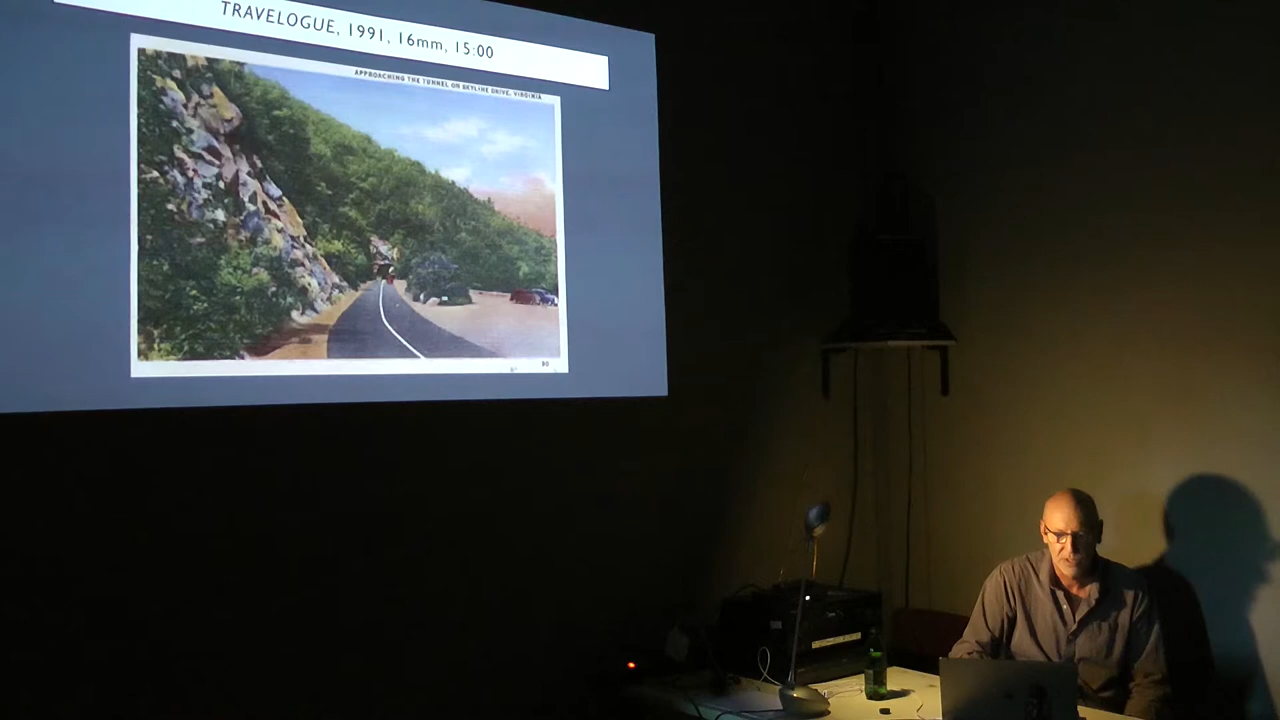 TRAVELOGUE, 1991, 16mm, 15:00
APPROACHING THE TUNNEL ON SKYLINE DRIVE, VIRGINIA